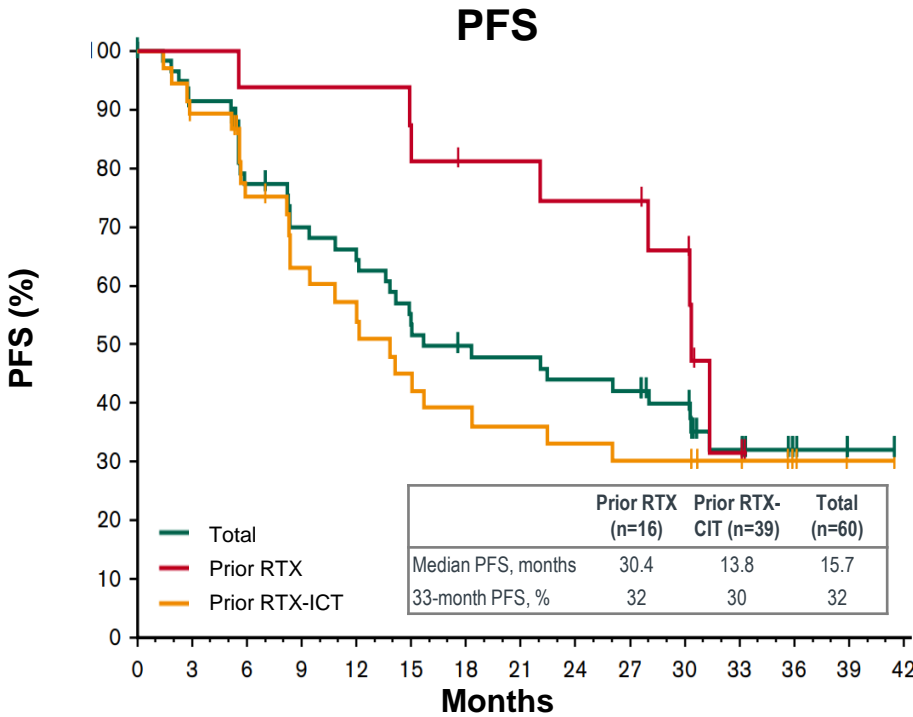 PFS
100
90
80
70
60
50
40
30
20
10
0
PFS (%)
Total
Prior RTX
Prior RTX-ICT
Prior RTX Prior RTX- Total
(n=16) CIT (n=39) (n=60)
Median PFS, months 30.4 13.8 15.7
33-month PFS, % 32 30 32
0 3 6 9 12 15 18 21 24 27 30 33 36 39 42
Months